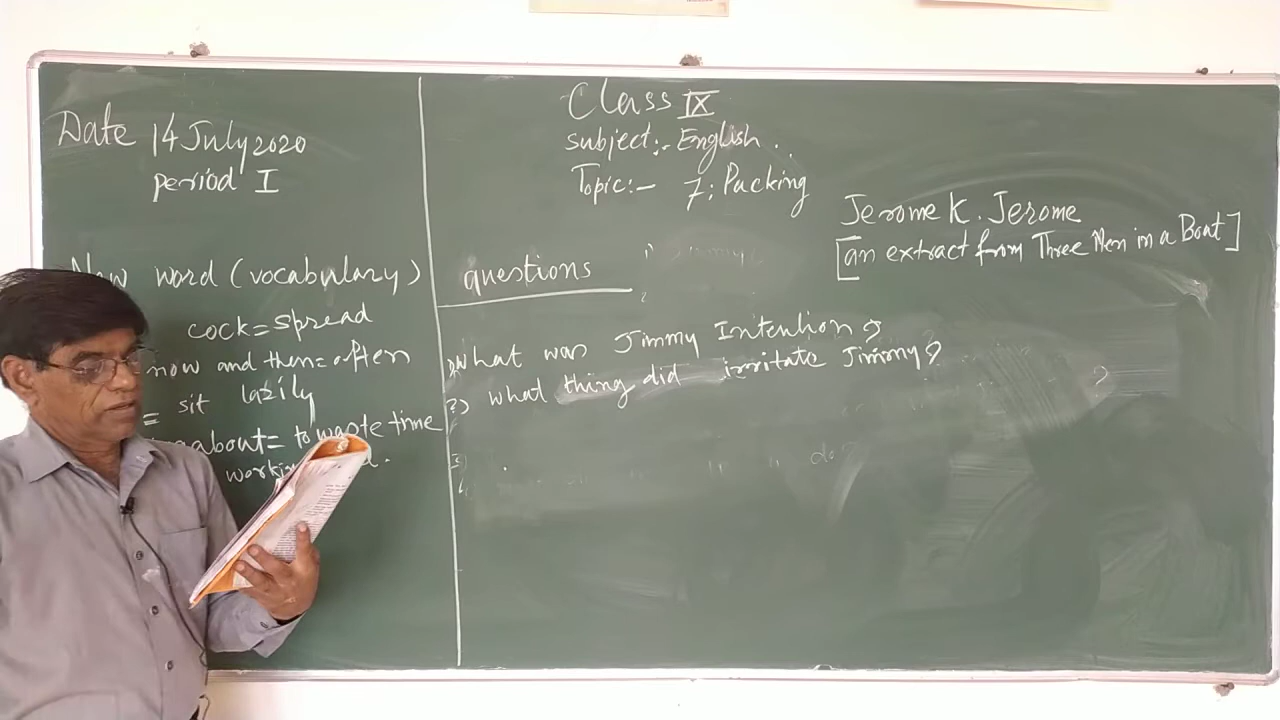 Date 14 July 2020
period I
Class IX
subject:- English.
Topic:- 7: Packing
Jerome K. Jerome
[an extract from Three Men in a Boat]
New word (vocabulary)
cock = spread
now and then = often
= sit lazily
about = to waste time
questions
1) What was Jimmy Intention?
2) what thing did irritate Jimmy?